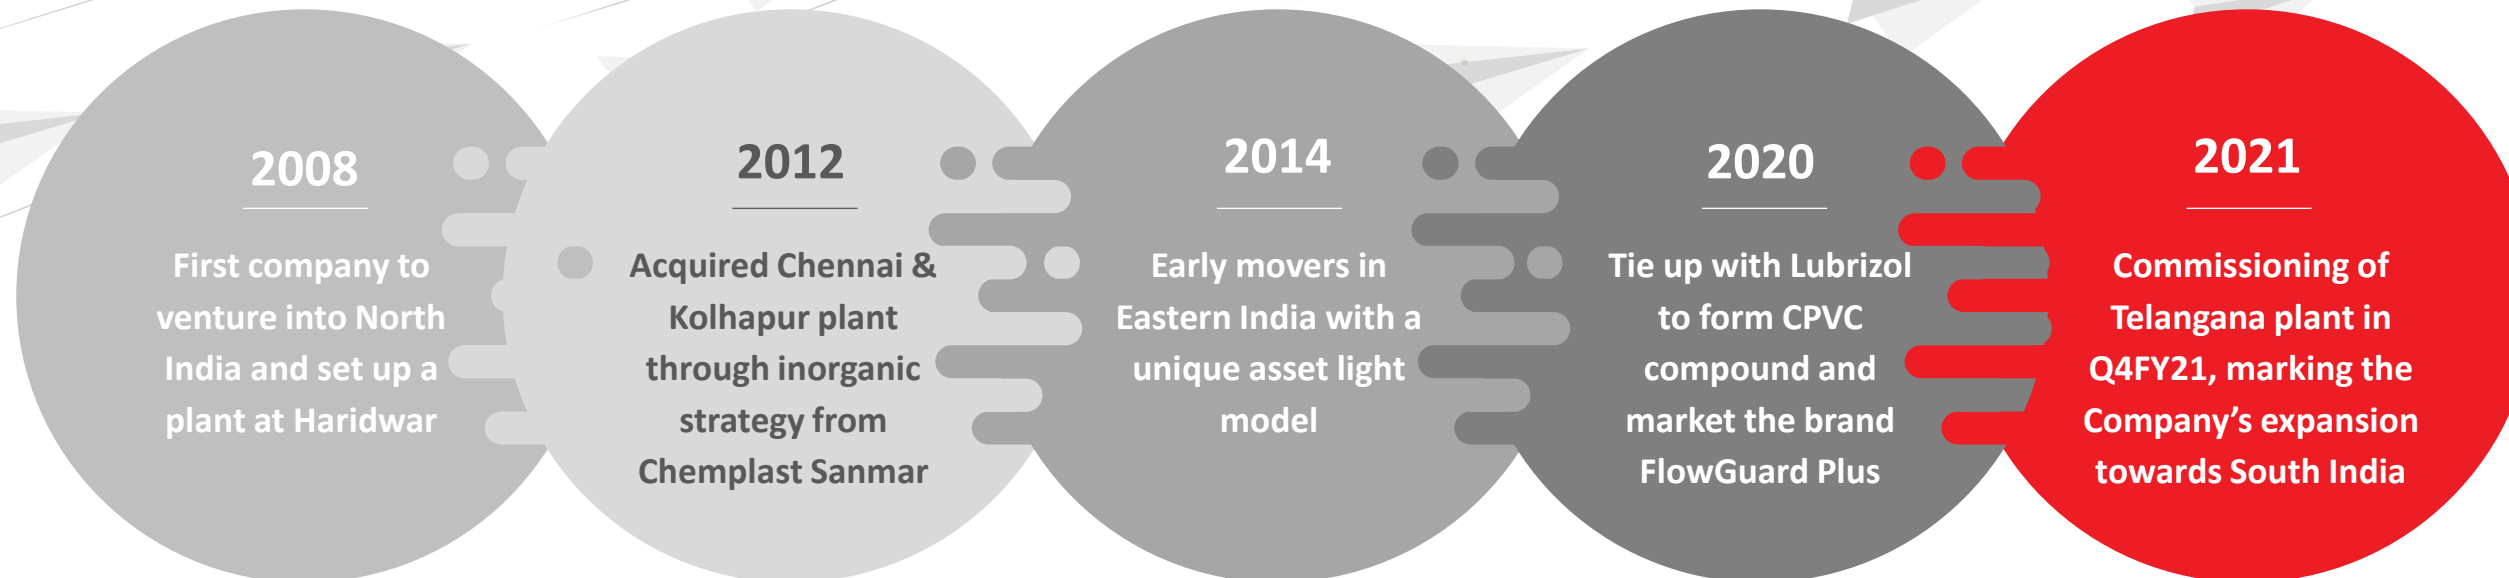 2008
First company to
venture into North
India and set up a
plant at Haridwar
2012
Acquired Chennai &
Kolhapur plant
through inorganic
strategy from
Chemplast Sanmar
2014
Early movers in
Eastern India with a
unique asset light
model
2020
Tie up with Lubrizol
to form CPVC
compound and
market the brand
FlowGuard Plus
2021
Commissioning of
Telangana plant in
Q4FY21, marking the
Company’s expansion
towards South India